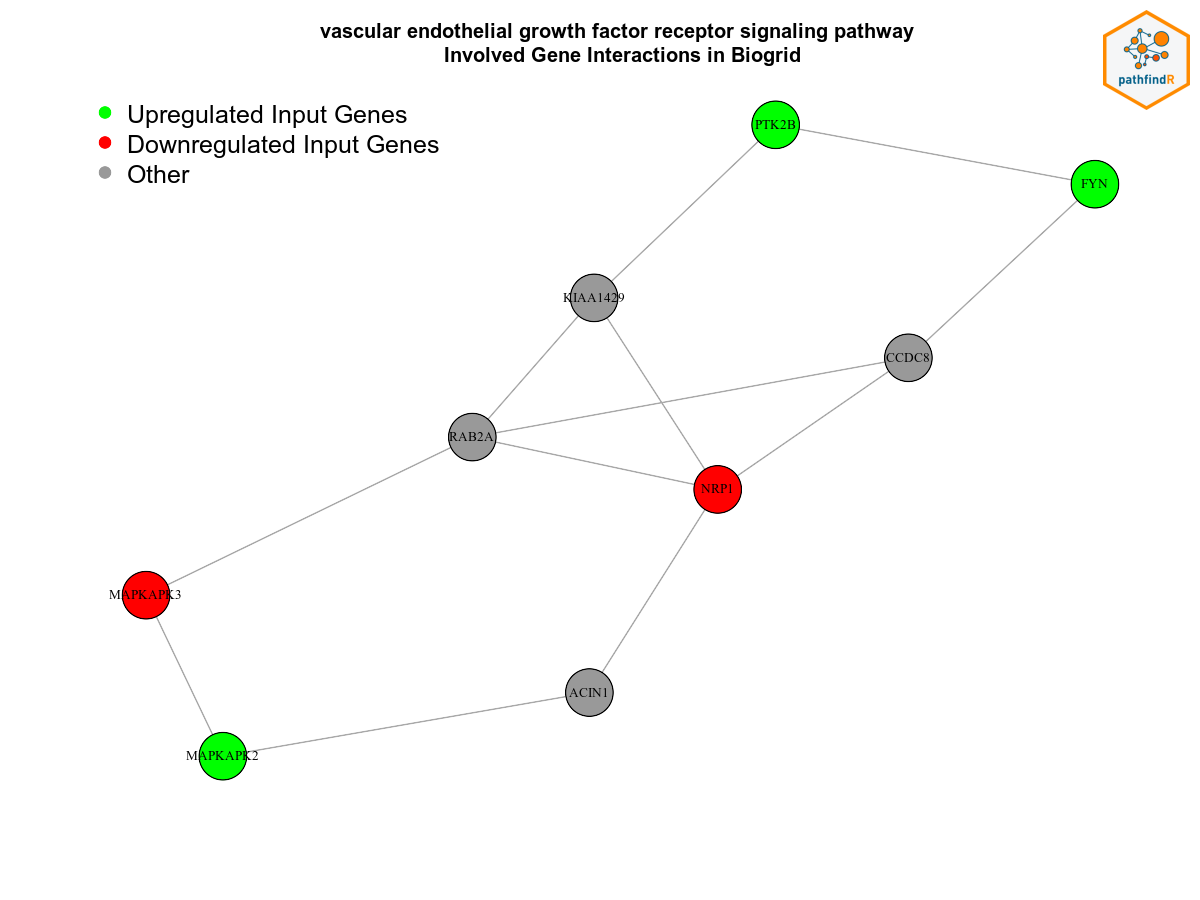 vascular endothelial growth factor receptor signaling pathway
Involved Gene Interactions in Biogrid
pathfindR
Upregulated Input Genes
Downregulated Input Genes
Other
PTK2B
FYN
KIAA1429
CCDC8
RAB2A
NRP1
MAPKAPK3
ACIN1
MAPKAPK2